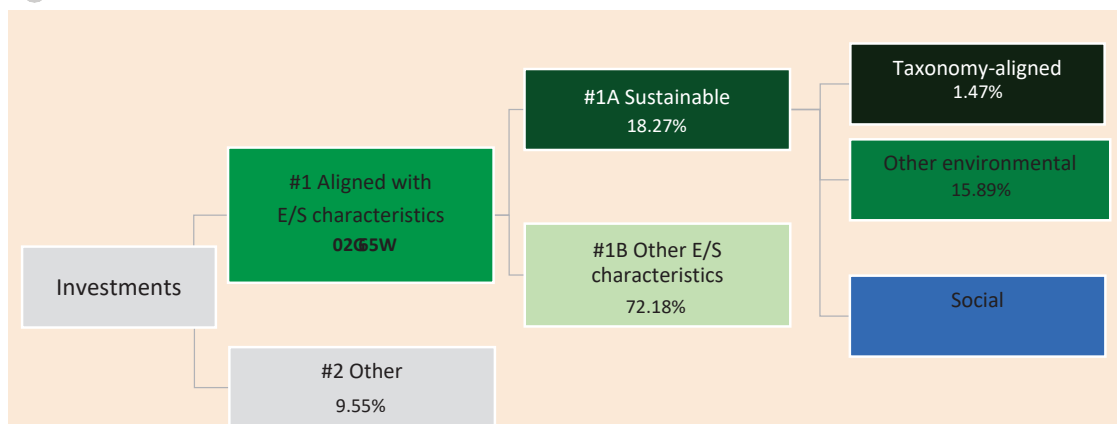 Investments
#1 Aligned with
E/S characteristics
#2 Other
9.55%
#1A Sustainable
18.27%
#1B Other E/S
characteristics
72.18%
Taxonomy-aligned
1.47%
Other environmental
15.89%
Social